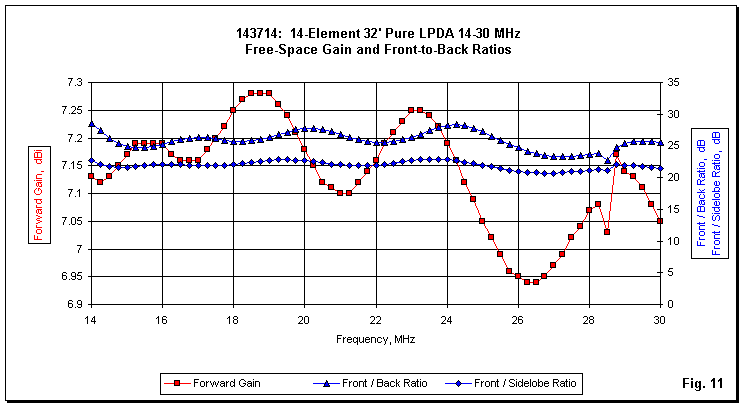 143714: 14-Element 32' Pure LPDA 14-30 MHz
Free-Space Gain and Front-to-Back Ratios
7.3
7.25
7.2
7.15
7.1
7.05
7
6.95
6.9
Forward Gain, dBi
35
30
25
20
15
10
5
0
Front / Back Ratio, dB
Front / Sidelobe Ratio, dB
14 16 18 20 22 24 26 28 30
Frequency, MHz
Forward Gain Front / Back Ratio Front / Sidelobe Ratio
Fig. 11